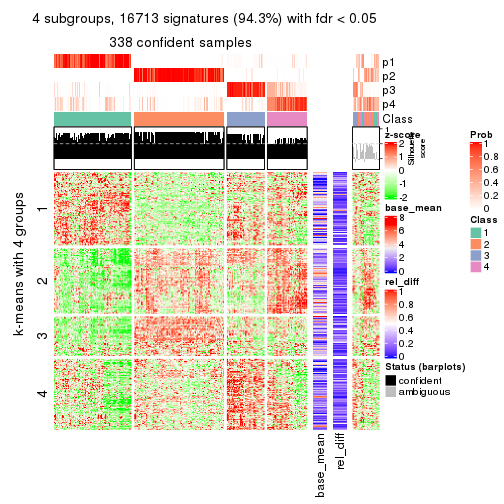 4 subgroups, 16713 signatures (94.3%) with fdr < 0.05
338 confident samples
p1
p2
p3
p4
Class
1
Silhouette
score
k-means with 4 groups
1
2
3
4
base_mean
rel_diff
z-score
2
1
0
-1
-2
base_mean
8
6
4
2
0
rel_diff
1
0.8
0.6
0.4
0.2
0
Status (barplots)
confident
ambiguous
Prob
1
0.8
0.6
0.4
0.2
0
Class
1
2
3
4